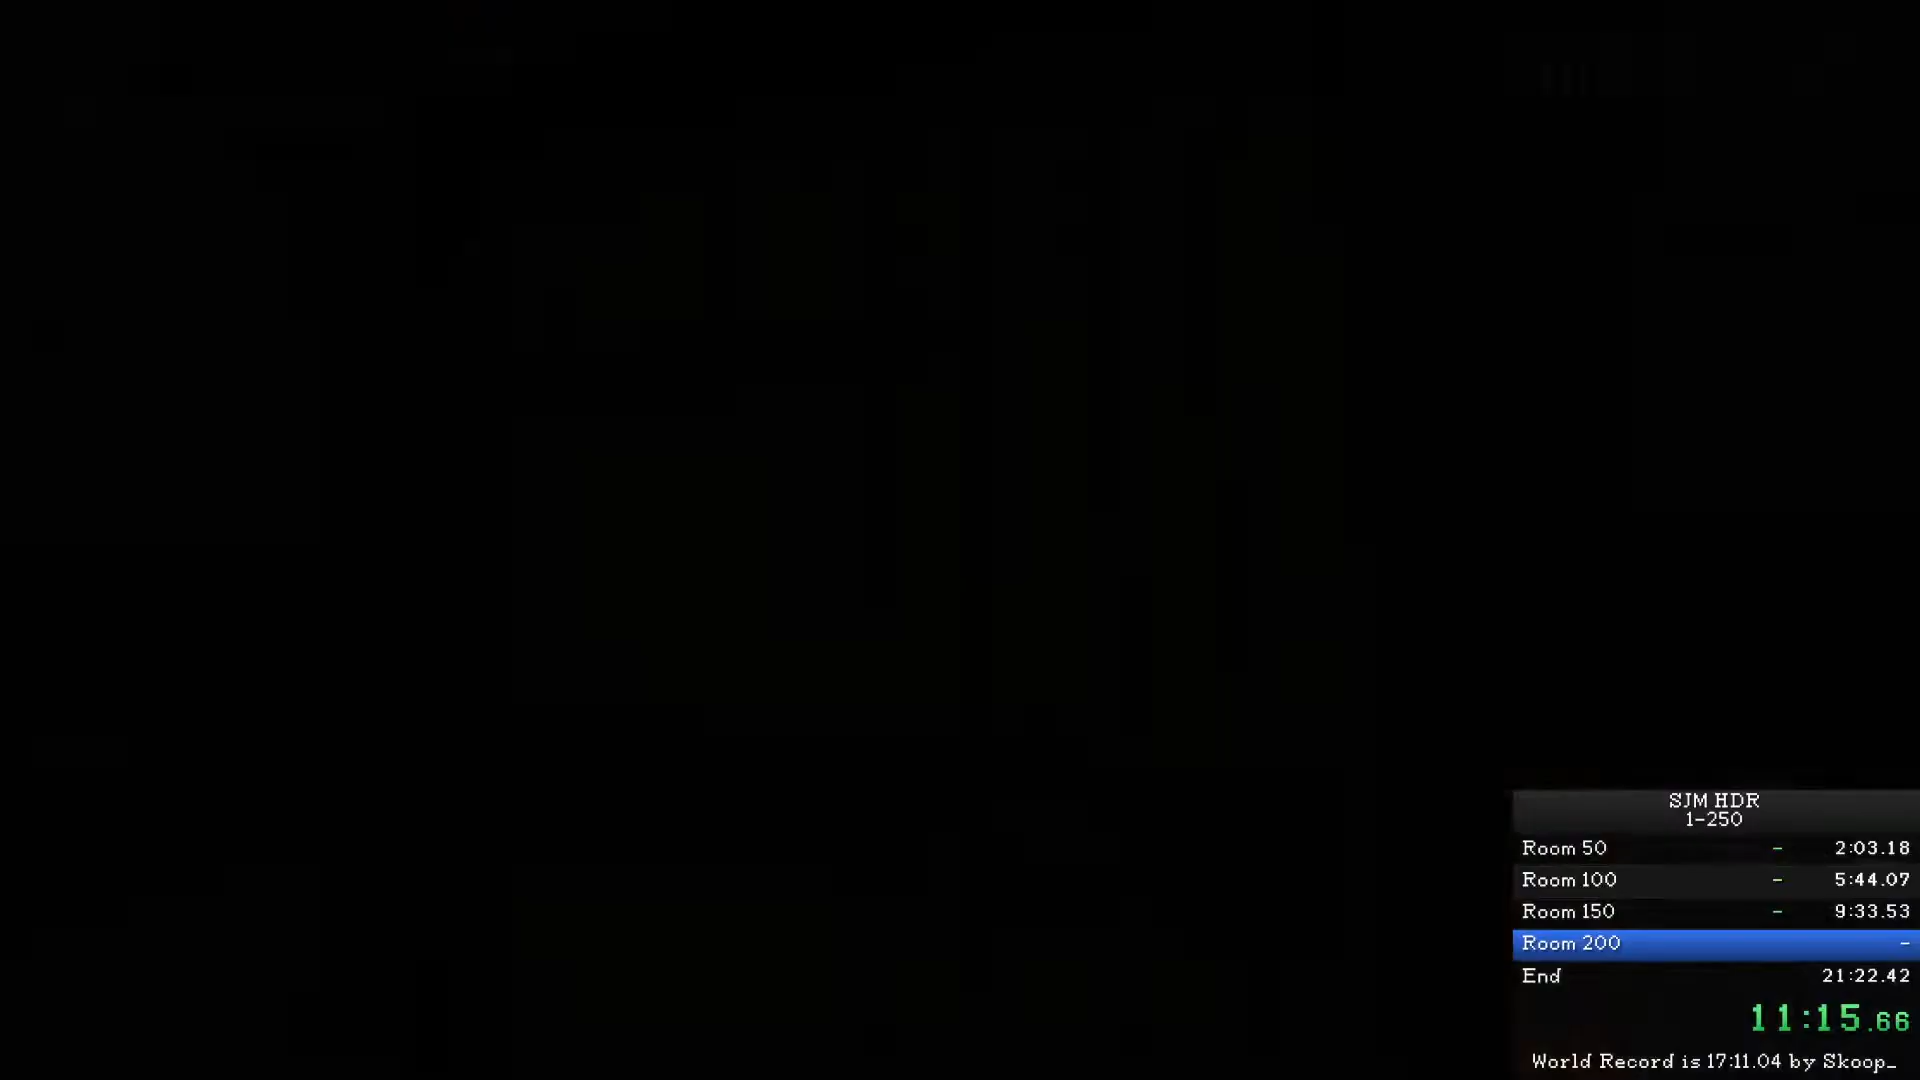 SJM HDR
1-250
Room 50 - 2:03.18
Room 100 - 5:44.07
Room 150 - 9:33.53
Room 200 -
End 21:22.42
11:15.66
World Record is 17:11.04 by Skoop_